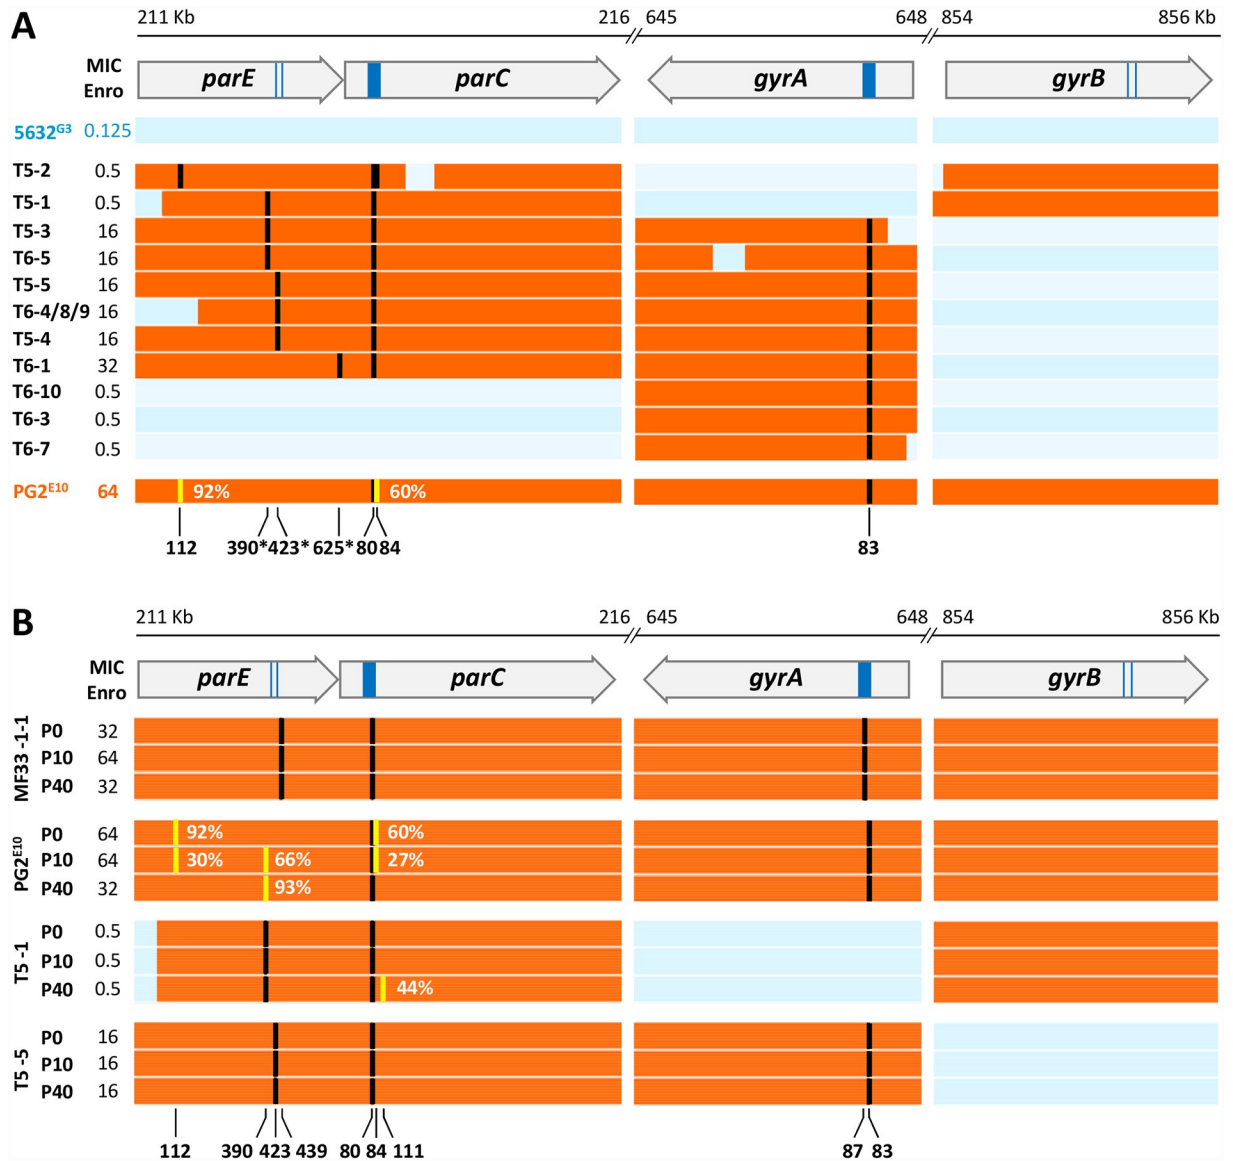 A
211 Kb 216 645 648 854 856 Kb
MIC
Enro
parE parC gyrA gyrB
5632G3 0.125
T5-2 0.5
T5-1 0.5
T5-3 16
T6-5 16
T5-5 16
T6-4/8/9 16
T5-4 16
T6-1 32
T6-10 0.5
T6-3 0.5
T6-7 0.5
PG2E10 64 92% 60%
112 390* 423* 625* 80 84 83
B
211 Kb 216 645 648 854 856 Kb
MIC
Enro
parE parC gyrA gyrB
MF33 -1-1
P0 32
P10 64
P40 32
PG2E10
P0 64 92% 60%
P10 64 30% 66% 27%
P40 32 93%
T5 -1
P0 0.5
P10 0.5
P40 0.5 44%
T5 -5
P0 16
P10 16
P40 16
112 390 423 439 80 84 111 87 83